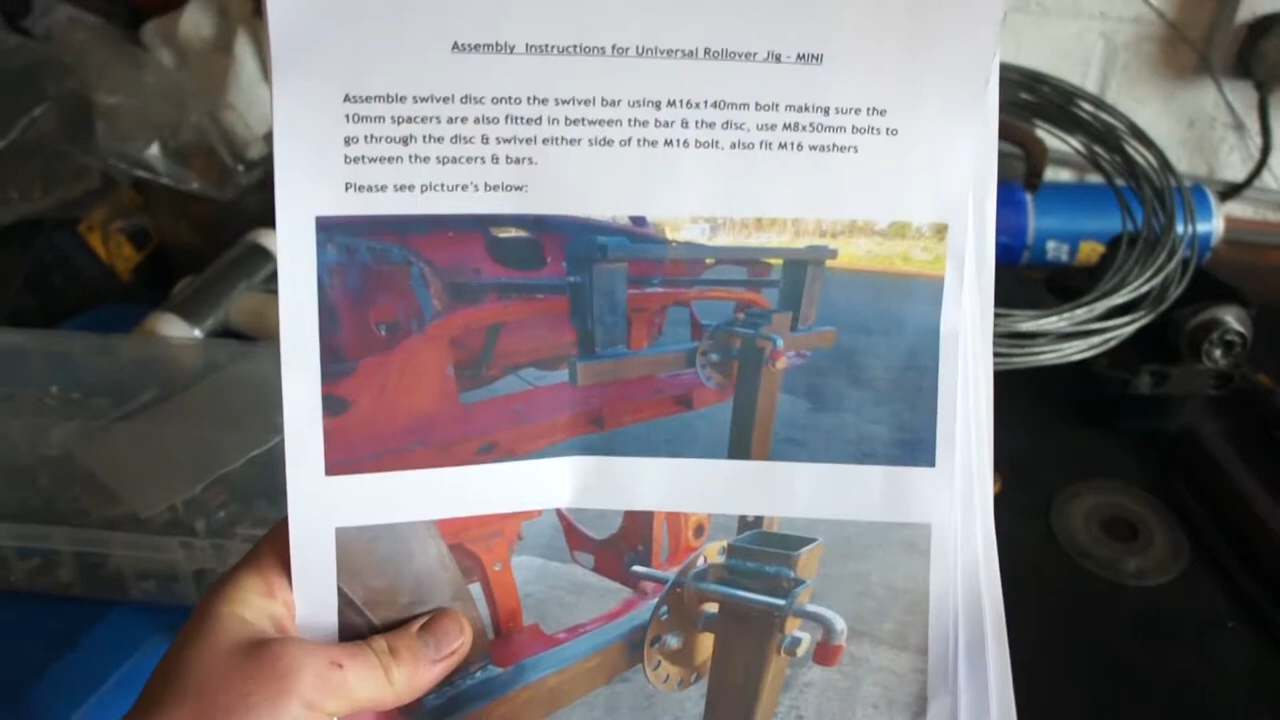 Assembly Instructions for Universal Rollover Jig - MINI
Assemble swivel disc onto the swivel bar using M16x140mm bolt making sure the
10mm spacers are also fitted in between the bar & the disc, use M8x50mm bolts to
go through the disc & swivel either side of the M16 bolt, also fit M16 washers
between the spacers & bars.
Please see picture's below: